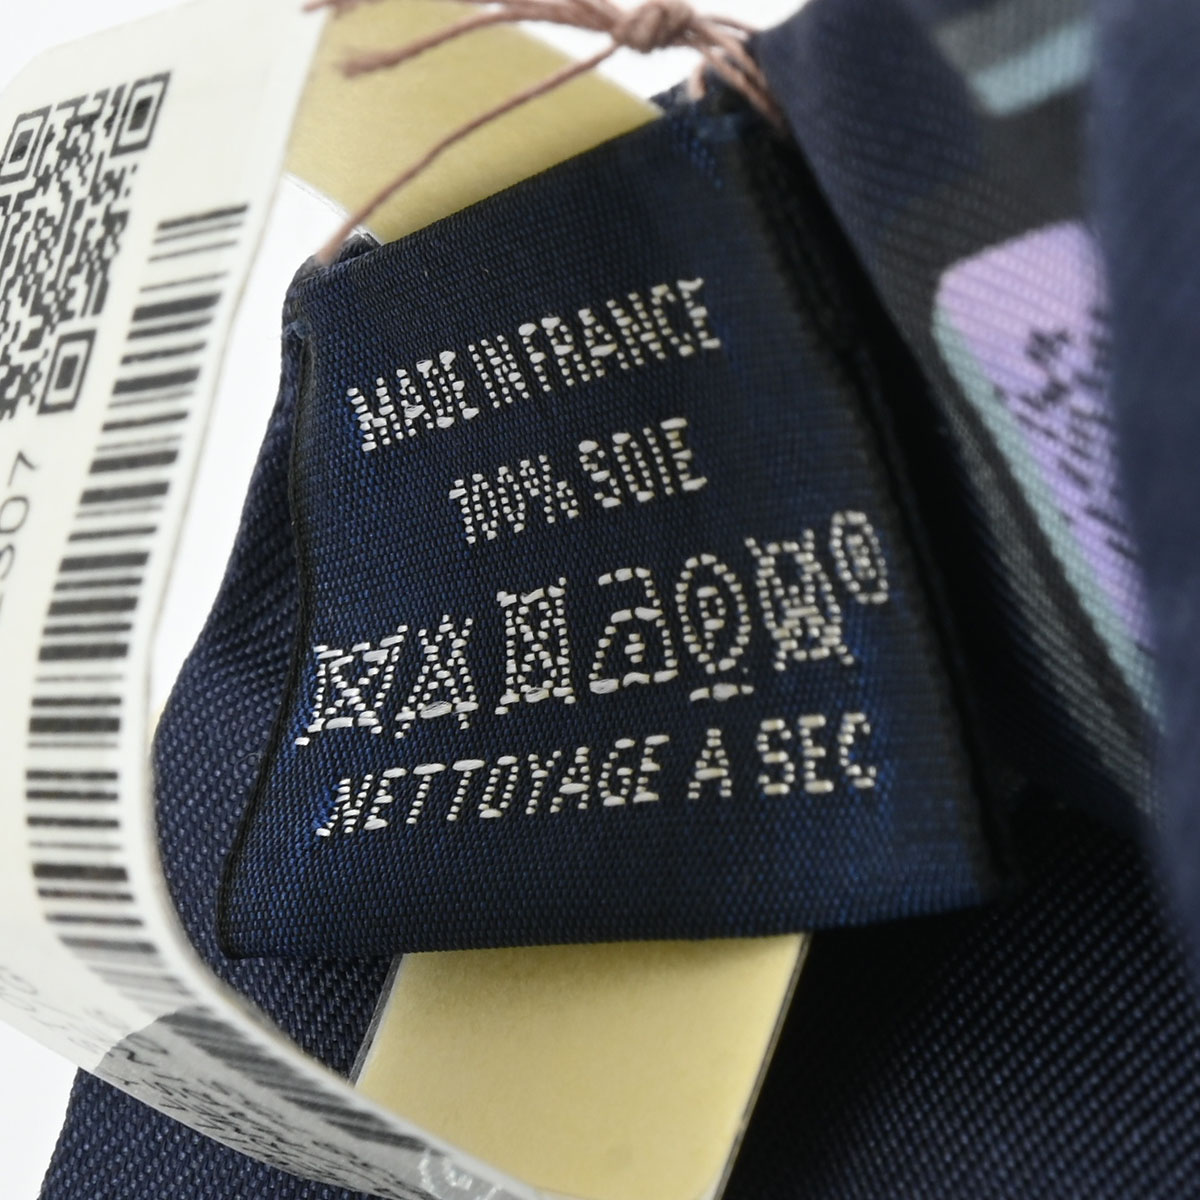 MADE IN FRANCE
100% SOIE
P
®
NETTOYAGE A SEC